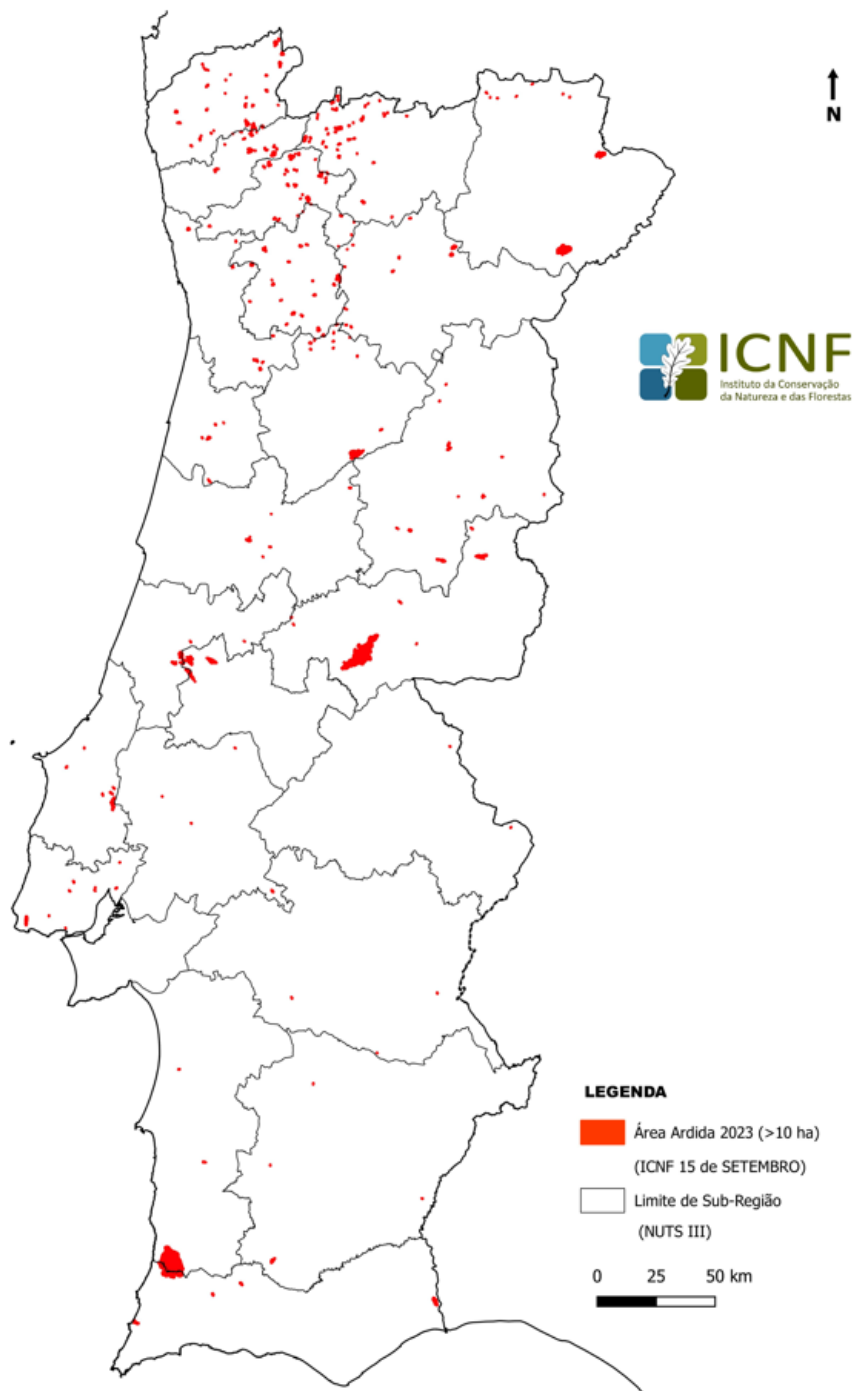 N
ICNF
Instituto da Conservação
da Natureza e das Florestas
LEGENDA
Área Ardida 2023 (>10 ha)
(ICNF 15 de SETEMBRO)
Limite de Sub-Região
(NUTS III)
0 25 50 km